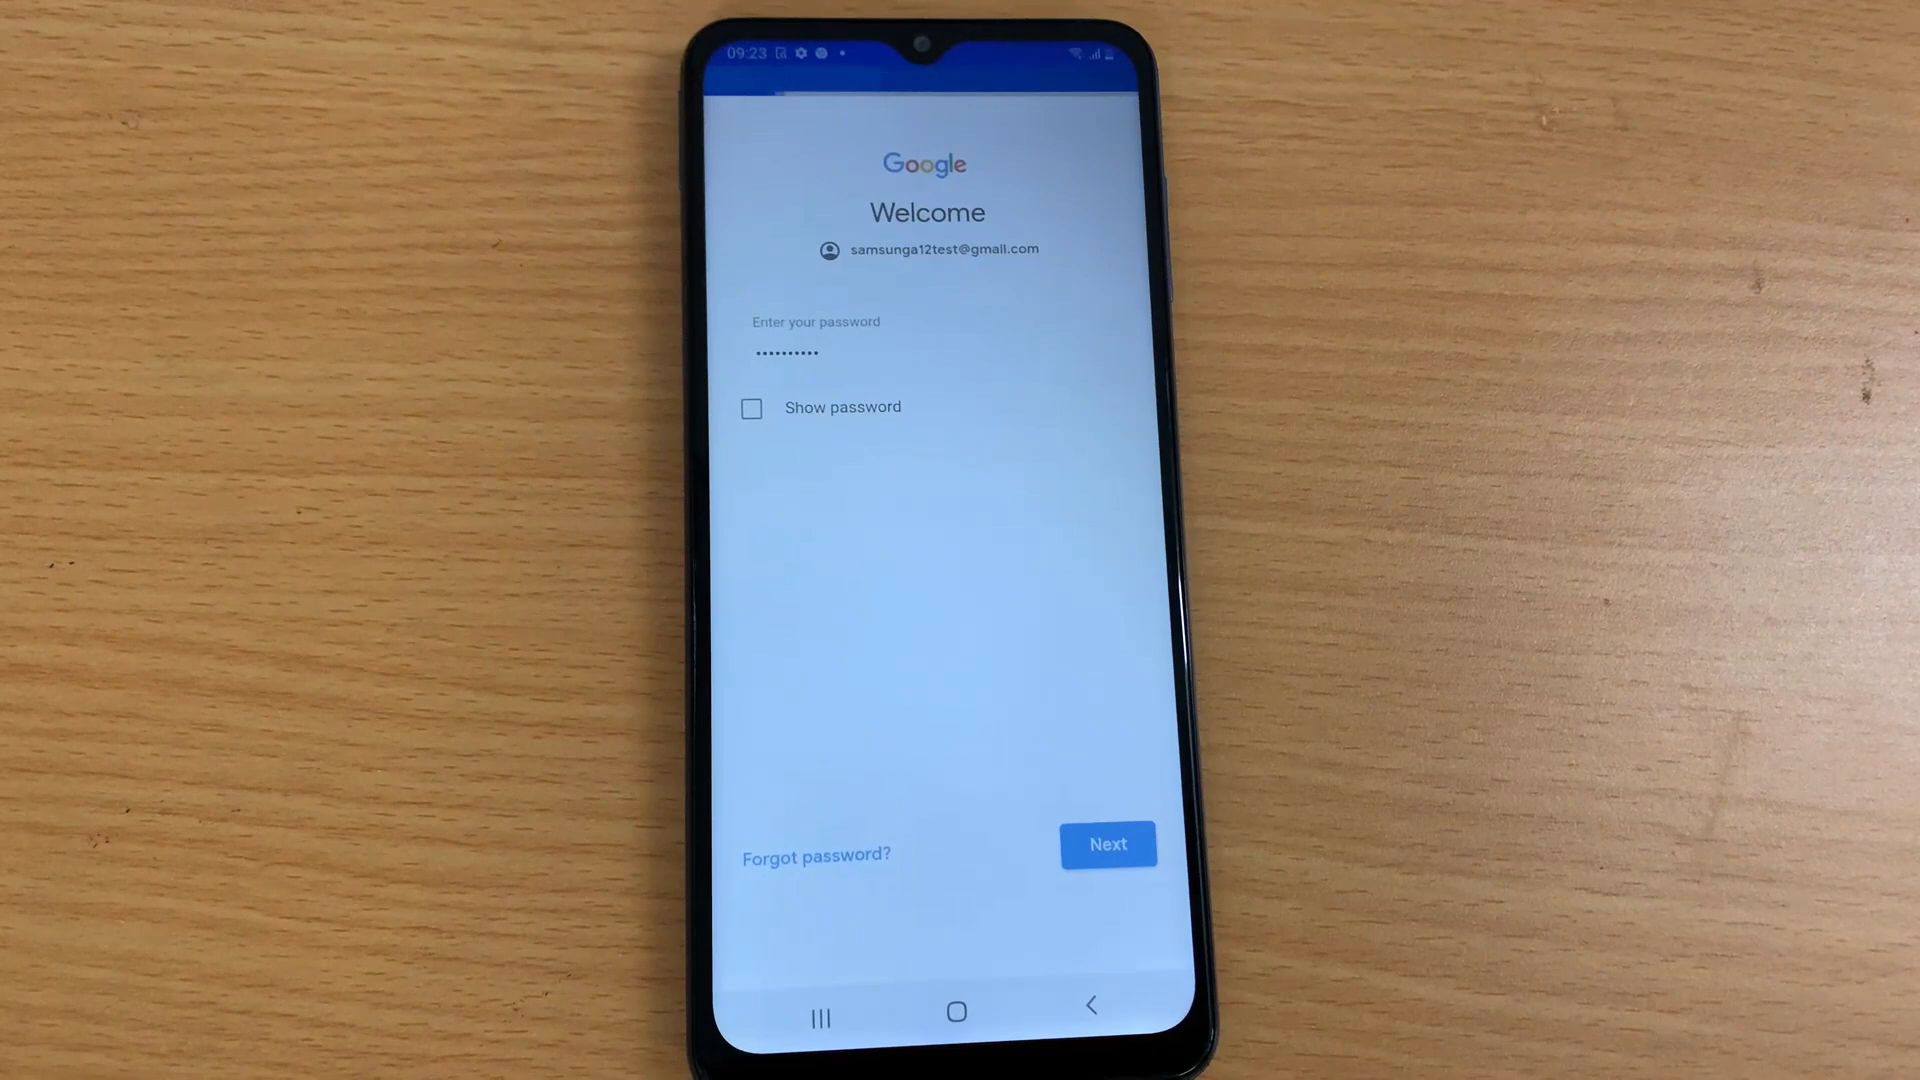 09:23
Google
Welcome
samsunga12test@gmail.com
Enter your password
••••••••••
Show password
Forgot password?
Next